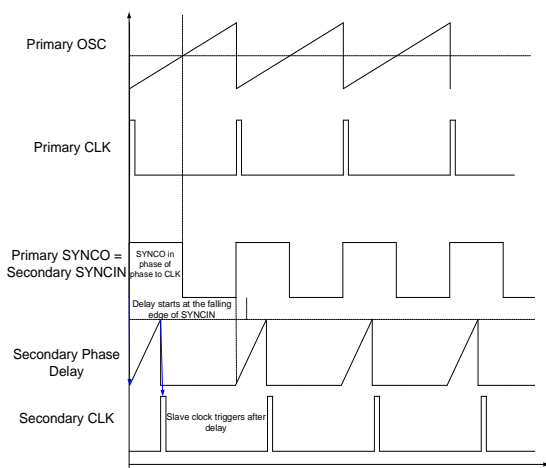 Primary OSC
Primary CLK
Primary SYNCO =
Secondary SYNCIN
SYNCO in
phase of
phase to CLK
Delay starts at the falling
edge of SYNCIN
Secondary Phase
Delay
Secondary CLK
Slave clock triggers after
delay